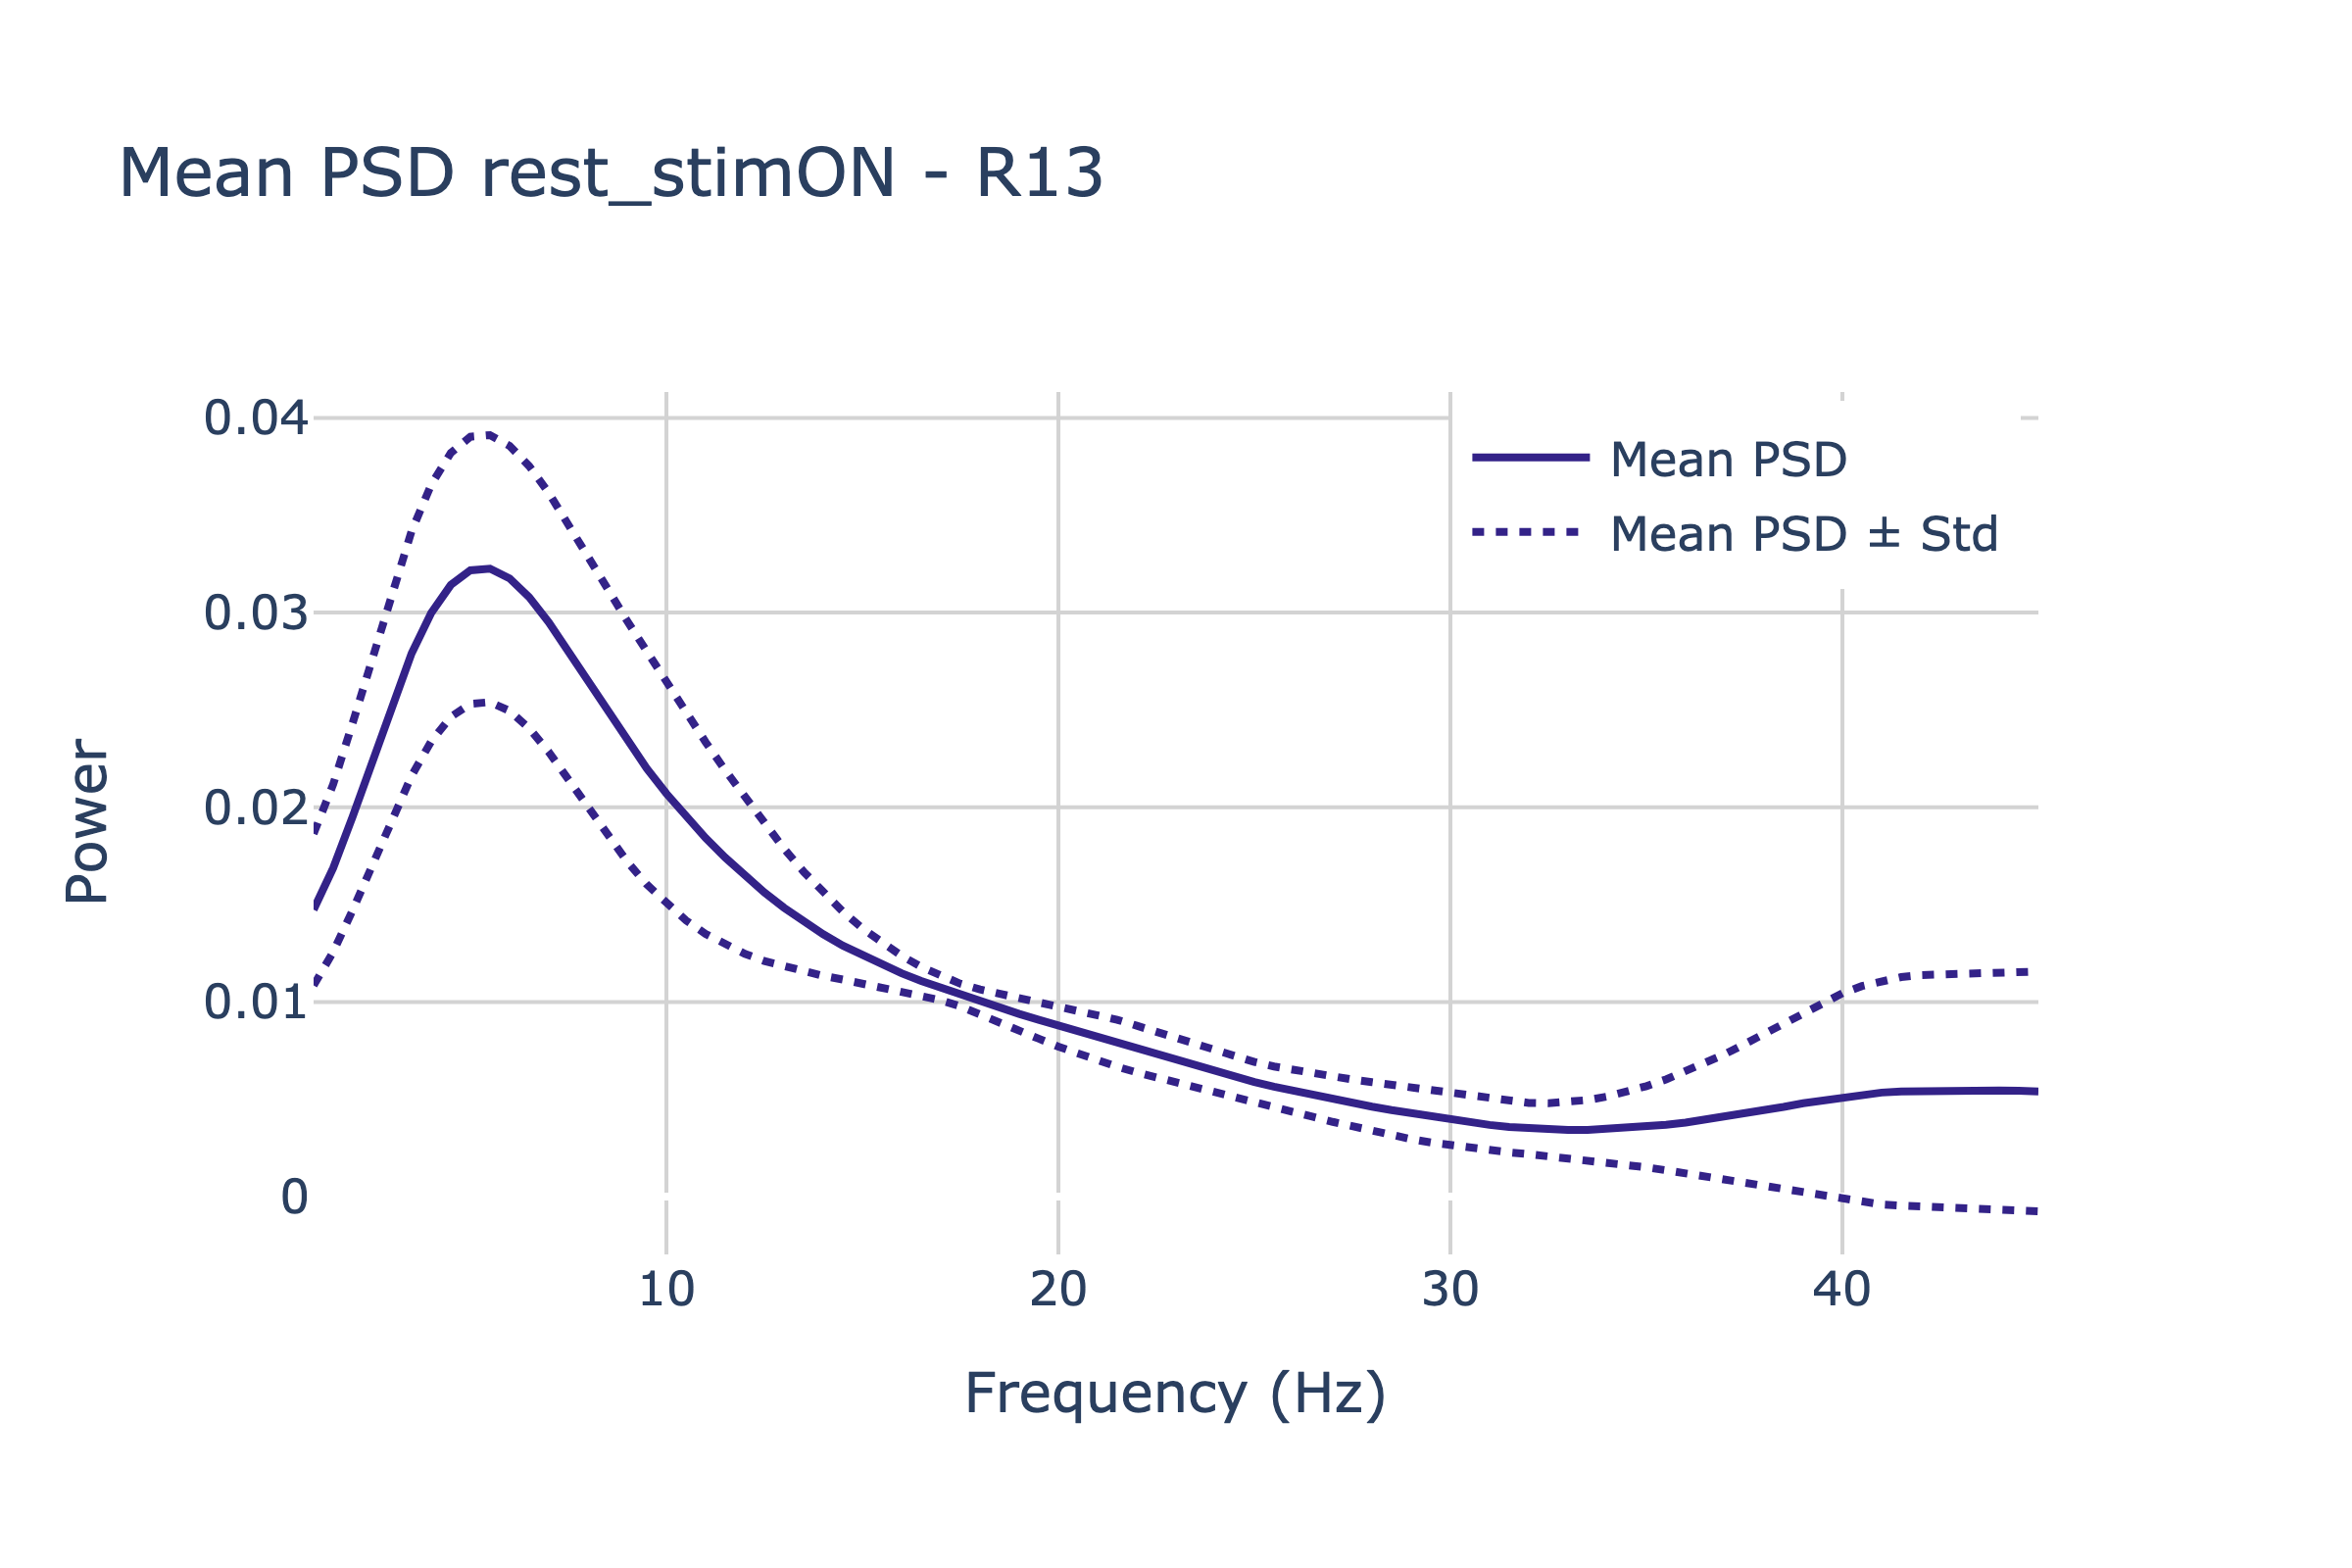 Mean PSD rest_stimON - R13
0.04
0.03
0.02
0.01
0
Power
Mean PSD
Mean PSD ± Std
10 20 30 40
Frequency (Hz)